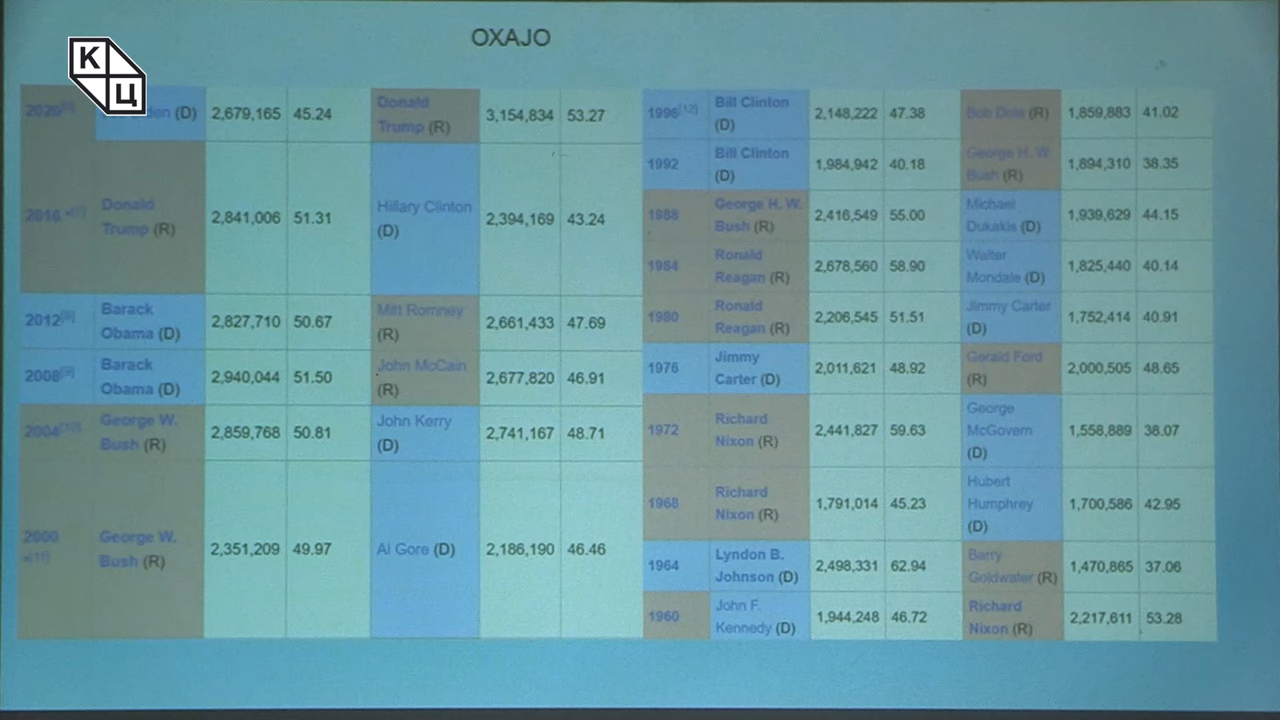 К
Ц
ОХАЈО
2020[6] den (D) 2,679,165 45.24 Donald Trump (R) 3,154,834 53.27
2016 [7] Donald Trump (R) 2,841,006 51.31 Hillary Clinton (D) 2,394,169 43.24
2012[8] Barack Obama (D) 2,827,710 50.67 Mitt Romney (R) 2,661,433 47.69
2008[9] Barack Obama (D) 2,940,044 51.50 John McCain (R) 2,677,820 46.91
2004[10] George W. Bush (R) 2,859,768 50.81 John Kerry (D) 2,741,167 48.71
2000 [11] George W. Bush (R) 2,351,209 49.97 Al Gore (D) 2,186,190 46.46
1996[12] Bill Clinton (D) 2,148,222 47.38 Bob Dole (R) 1,859,883 41.02
1992 Bill Clinton (D) 1,984,942 40.18 George H. W. Bush (R) 1,894,310 38.35
1988 George H. W. Bush (R) 2,416,549 55.00 Michael Dukakis (D) 1,939,629 44.15
1984 Ronald Reagan (R) 2,678,560 58.90 Walter Mondale (D) 1,825,440 40.14
1980 Ronald Reagan (R) 2,206,545 51.51 Jimmy Carter (D) 1,752,414 40.91
1976 Jimmy Carter (D) 2,011,621 48.92 Gerald Ford (R) 2,000,505 48.65
1972 Richard Nixon (R) 2,441,827 59.63 George McGovern (D) 1,558,889 38.07
1968 Richard Nixon (R) 1,791,014 45.23 Hubert Humphrey (D) 1,700,586 42.95
1964 Lyndon B. Johnson (D) 2,498,331 62.94 Barry Goldwater (R) 1,470,865 37.06
1960 John F. Kennedy (D) 1,944,248 46.72 Richard Nixon (R) 2,217,611 53.28